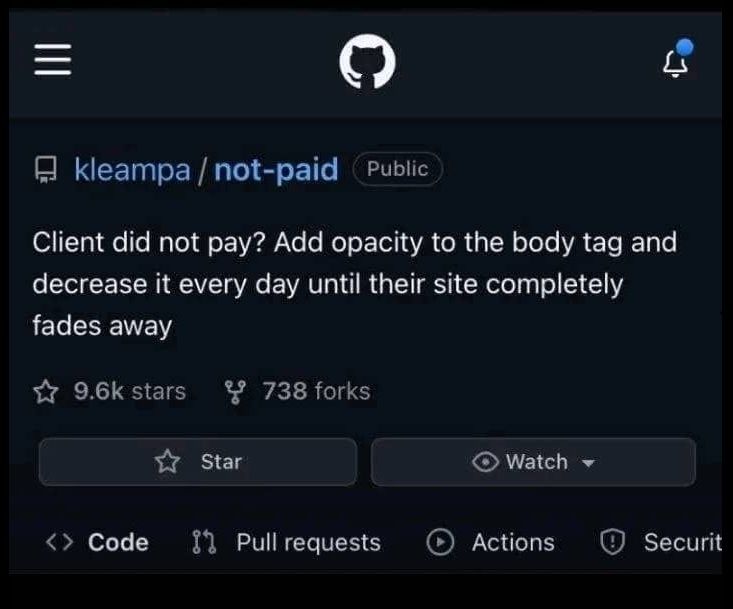 kleampa / not-paid Public
Client did not pay? Add opacity to the body tag and
decrease it every day until their site completely
fades away
9.6k stars 738 forks
Star Watch
Code Pull requests Actions Securit